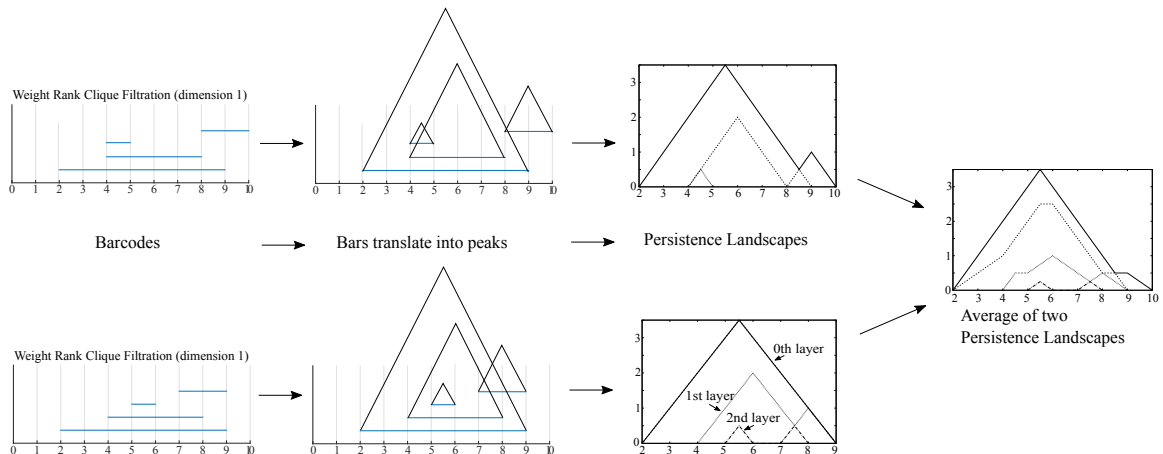 Weight Rank Clique Filtration (dimension 1)
0 1 2 3 4 5 6 7 8 9 10
0 1 2 3 4 5 6 7 8 9 10
3
2
1
0
2 3 4 5 6 7 8 9 10
Barcodes
Bars translate into peaks
Persistence Landscapes
3
2
1
0
2 3 4 5 6 7 8 9 10
Average of two
Persistence Landscapes
Weight Rank Clique Filtration (dimension 1)
0 1 2 3 4 5 6 7 8 9 10
0 1 2 3 4 5 6 7 8 9 10
3
2
1
0
0th layer
1st layer
2nd layer
2 3 4 5 6 7 8 9